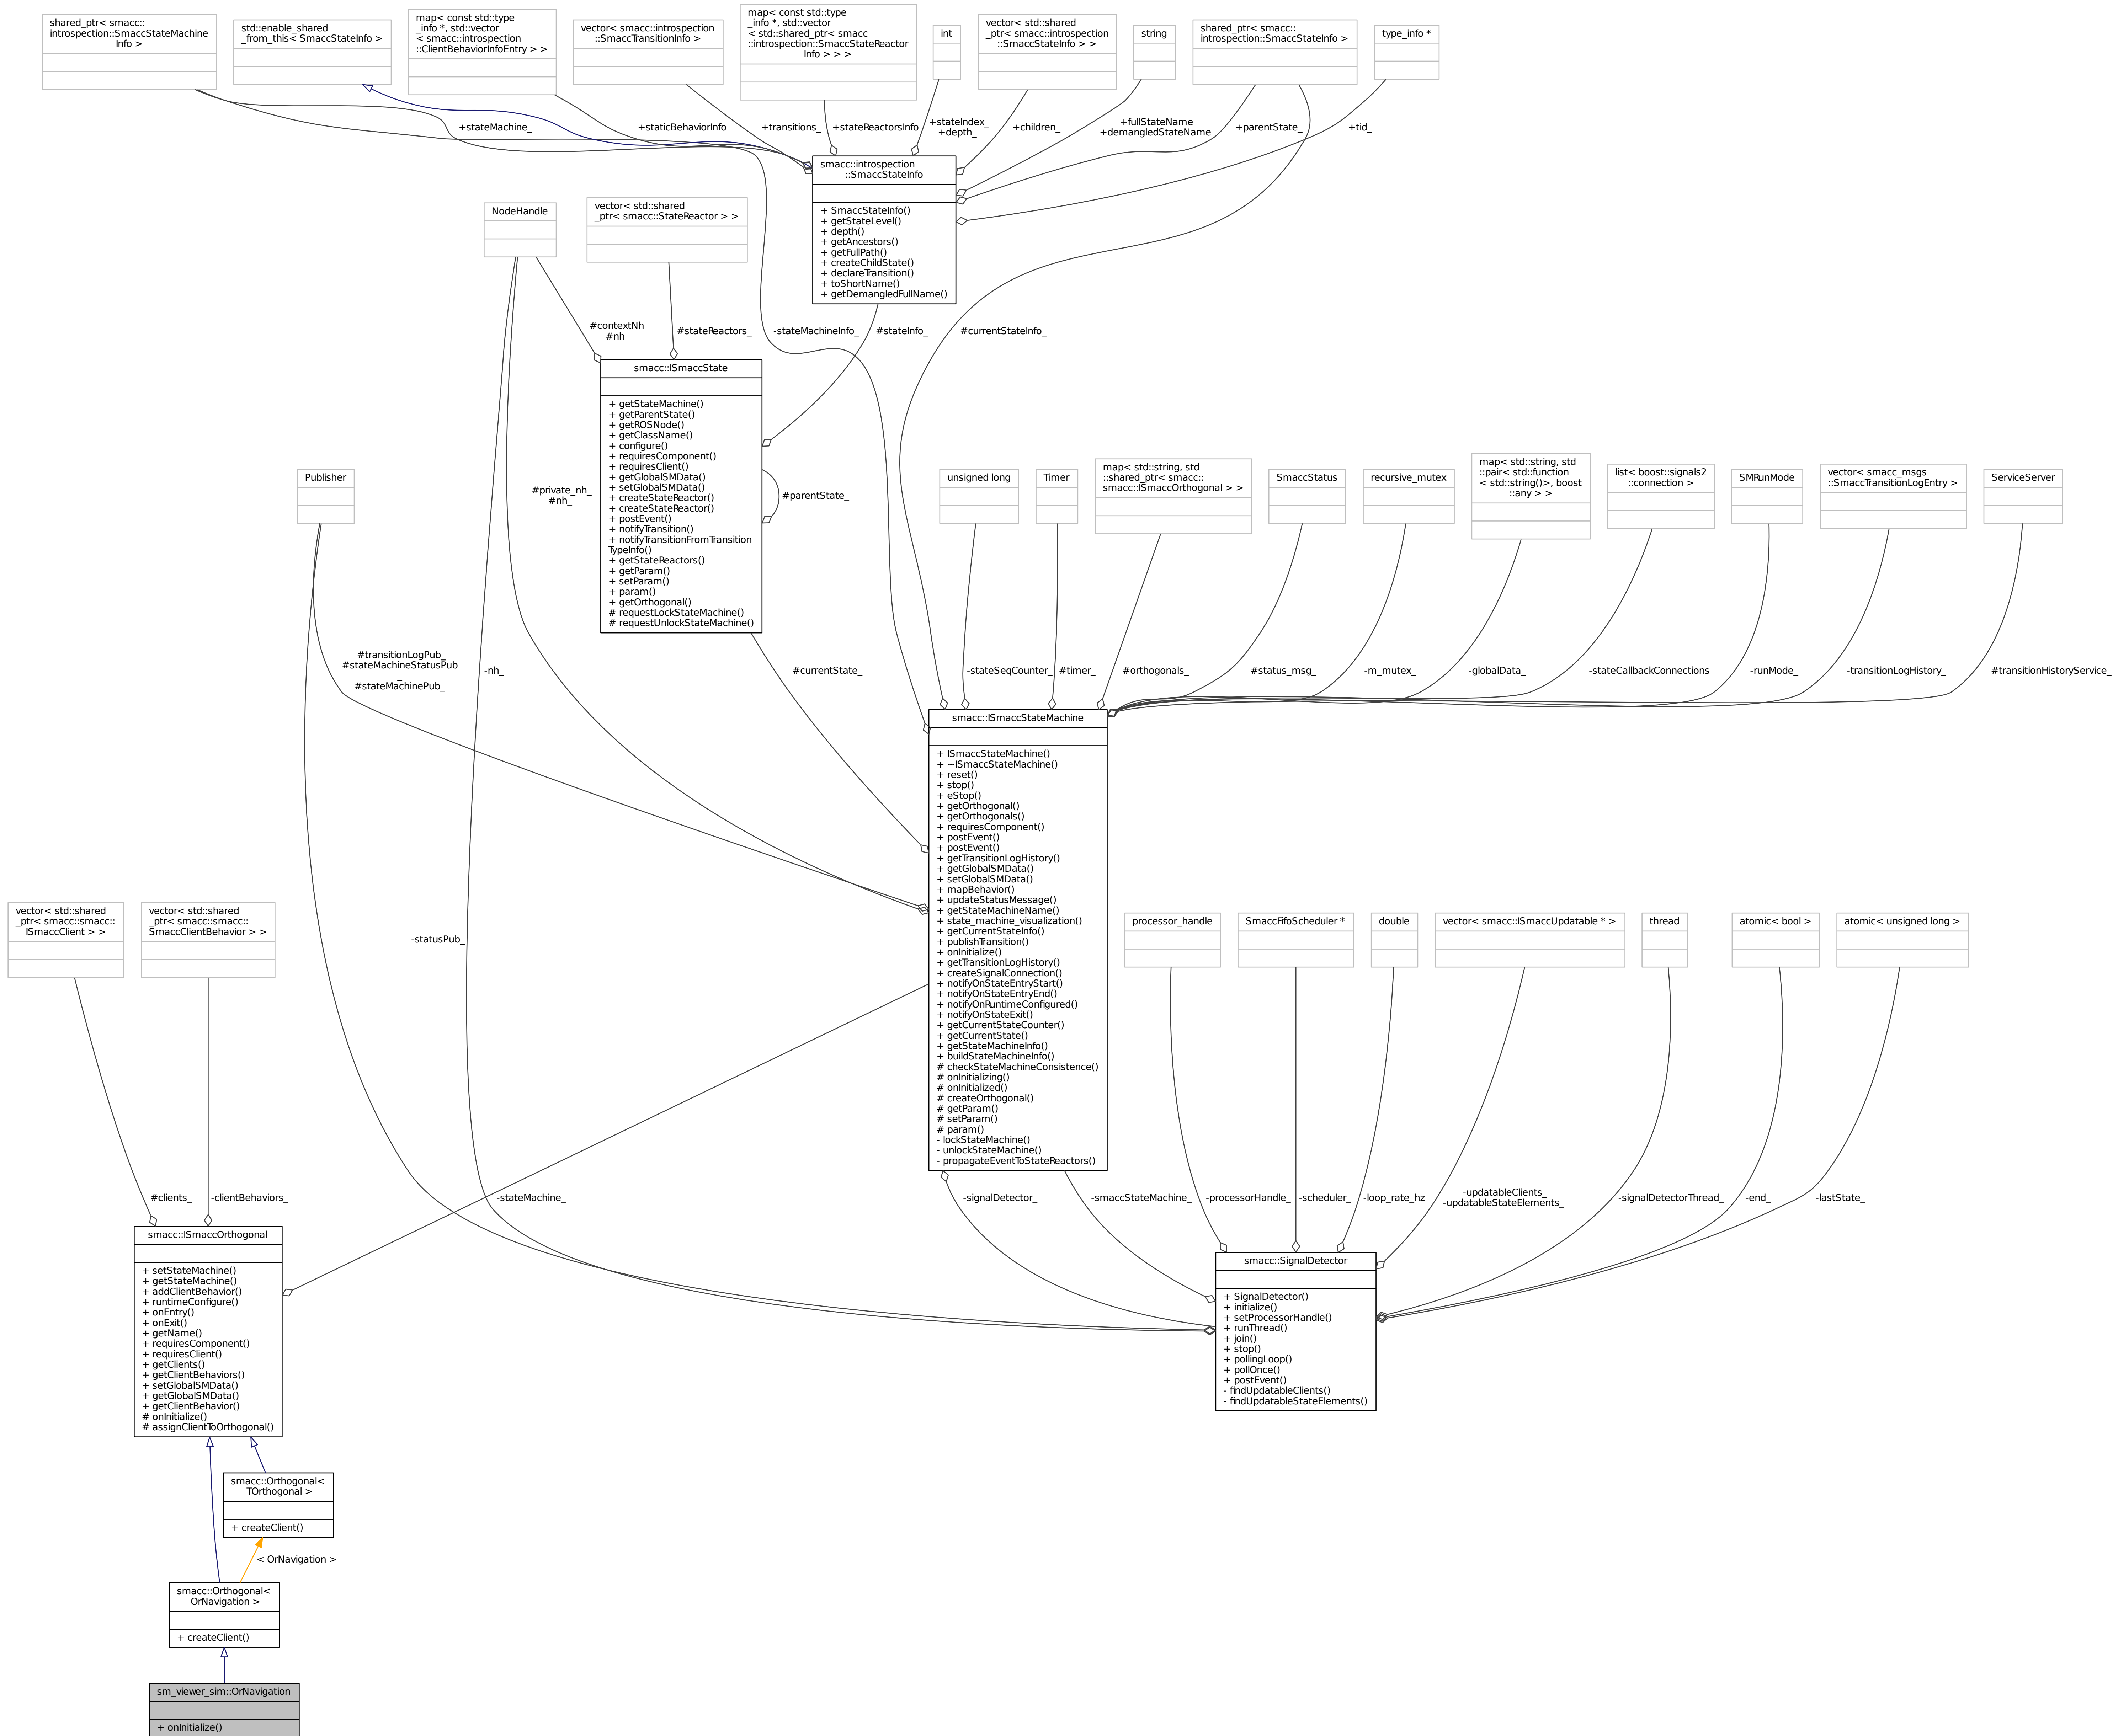 shared_ptr< smacc::
introspection::SmaccStateMachine
Info >
std::enable_shared
_from_this< SmaccStateInfo >
map< const std::type
_info *, std::vector
< smacc::introspection
::ClientBehaviorInfoEntry > >
vector< smacc::introspection
::SmaccTransitionInfo >
map< const std::type
_info *, std::vector
< std::shared_ptr< smacc
::introspection::SmaccStateReactor
Info > > >
int
vector< std::shared
_ptr< smacc::introspection
::SmaccStateInfo > >
string
shared_ptr< smacc::
introspection::SmaccStateInfo >
type_info *
+stateMachine_
+staticBehaviorInfo
+transitions_
+stateReactorsInfo
+stateIndex_
+depth_
+children_
+fullStateName
+demangledStateName
+parentState_
+tid_
smacc::introspection
::SmaccStateInfo
+ SmaccStateInfo()
+ getStateLevel()
+ depth()
+ getAncestors()
+ getFullPath()
+ createChildState()
+ declareTransition()
+ toShortName()
+ getDemangledFullName()
NodeHandle
vector< std::shared
_ptr< smacc::StateReactor > >
#contextNh
#nh
#stateReactors_
-stateMachineInfo_
#stateInfo_
#currentStateInfo_
smacc::ISmaccState
+ getStateMachine()
+ getParentState()
+ getROSNode()
+ getClassName()
+ configure()
+ requiresComponent()
+ requiresClient()
+ getGlobalSMData()
+ setGlobalSMData()
+ createStateReactor()
+ createStateReactor()
+ postEvent()
+ notifyTransition()
+ notifyTransitionFromTransition
TypeInfo()
+ getStateReactors()
+ getParam()
+ setParam()
+ param()
+ getOrthogonal()
# requestLockStateMachine()
# requestUnlockStateMachine()
#parentState_
#private_nh_
#nh_
Publisher
unsigned long
Timer
map< std::string, std
::shared_ptr< smacc::
smacc::ISmaccOrthogonal > >
SmaccStatus
recursive_mutex
map< std::string, std
::pair< std::function
< std::string()>, boost
::any > >
list< boost::signals2
::connection >
SMRunMode
vector< smacc_msgs
::SmaccTransitionLogEntry >
ServiceServer
#transitionLogPub_
#stateMachineStatusPub
_
#stateMachinePub_
-nh_
#currentState_
-stateSeqCounter_
#timer_
#orthogonals_
#status_msg_
-m_mutex_
-globalData_
-stateCallbackConnections
-runMode_
-transitionLogHistory_
#transitionHistoryService_
smacc::ISmaccStateMachine
+ ISmaccStateMachine()
+ ~ISmaccStateMachine()
+ reset()
+ stop()
+ eStop()
+ getOrthogonal()
+ getOrthogonals()
+ requiresComponent()
+ postEvent()
+ postEvent()
+ getTransitionLogHistory()
+ getGlobalSMData()
+ setGlobalSMData()
+ mapBehavior()
+ updateStatusMessage()
+ getStateMachineName()
+ state_machine_visualization()
+ getCurrentStateInfo()
+ publishTransition()
+ onInitialize()
+ getTransitionLogHistory()
+ createSignalConnection()
+ notifyOnStateEntryStart()
+ notifyOnStateEntryEnd()
+ notifyOnRuntimeConfigured()
+ notifyOnStateExit()
+ getCurrentStateCounter()
+ getCurrentState()
+ getStateMachineInfo()
+ buildStateMachineInfo()
# checkStateMachineConsistence()
# onInitializing()
# onInitialized()
# createOrthogonal()
# getParam()
# setParam()
# param()
- lockStateMachine()
- unlockStateMachine()
- propagateEventToStateReactors()
vector< std::shared
_ptr< smacc::smacc::
ISmaccClient > >
vector< std::shared
_ptr< smacc::smacc::
SmaccClientBehavior > >
-statusPub_
processor_handle
SmaccFifoScheduler *
double
vector< smacc::ISmaccUpdatable * >
thread
atomic< bool >
atomic< unsigned long >
#clients_
-clientBehaviors_
-stateMachine_
-signalDetector_
-smaccStateMachine_
-processorHandle_
-scheduler_
-loop_rate_hz
-updatableClients_
-updatableStateElements_
-signalDetectorThread_
-end_
-lastState_
smacc::ISmaccOrthogonal
+ setStateMachine()
+ getStateMachine()
+ addClientBehavior()
+ runtimeConfigure()
+ onEntry()
+ onExit()
+ getName()
+ requiresComponent()
+ requiresClient()
+ getClients()
+ getClientBehaviors()
+ setGlobalSMData()
+ getGlobalSMData()
+ getClientBehavior()
# onInitialize()
# assignClientToOrthogonal()
smacc::SignalDetector
+ SignalDetector()
+ initialize()
+ setProcessorHandle()
+ runThread()
+ join()
+ stop()
+ pollingLoop()
+ pollOnce()
+ postEvent()
- findUpdatableClients()
- findUpdatableStateElements()
smacc::Orthogonal<
TOrthogonal >
+ createClient()
< OrNavigation >
smacc::Orthogonal<
OrNavigation >
+ createClient()
sm_viewer_sim::OrNavigation
+ onInitialize()